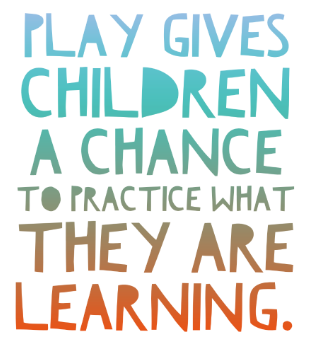 PLAY GIVES
CHILDREN
A CHANCE
TO PRACTICE WHAT
THEY ARE
LEARNING.